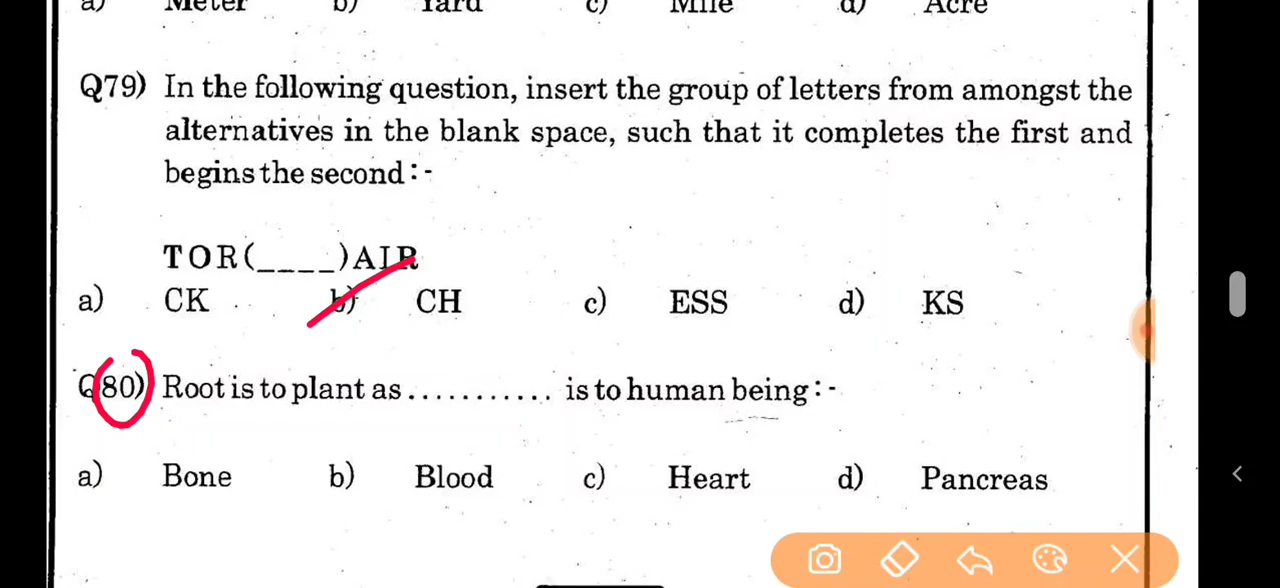 a) Meter b) Yard c) Mile d) Acre
Q79) In the following question, insert the group of letters from amongst the
alternatives in the blank space, such that it completes the first and
begins the second :-
TOR(____)AIR
a) CK b) CH c) ESS d) KS
Q80) Root is to plant as ........... is to human being :-
a) Bone b) Blood c) Heart d) Pancreas